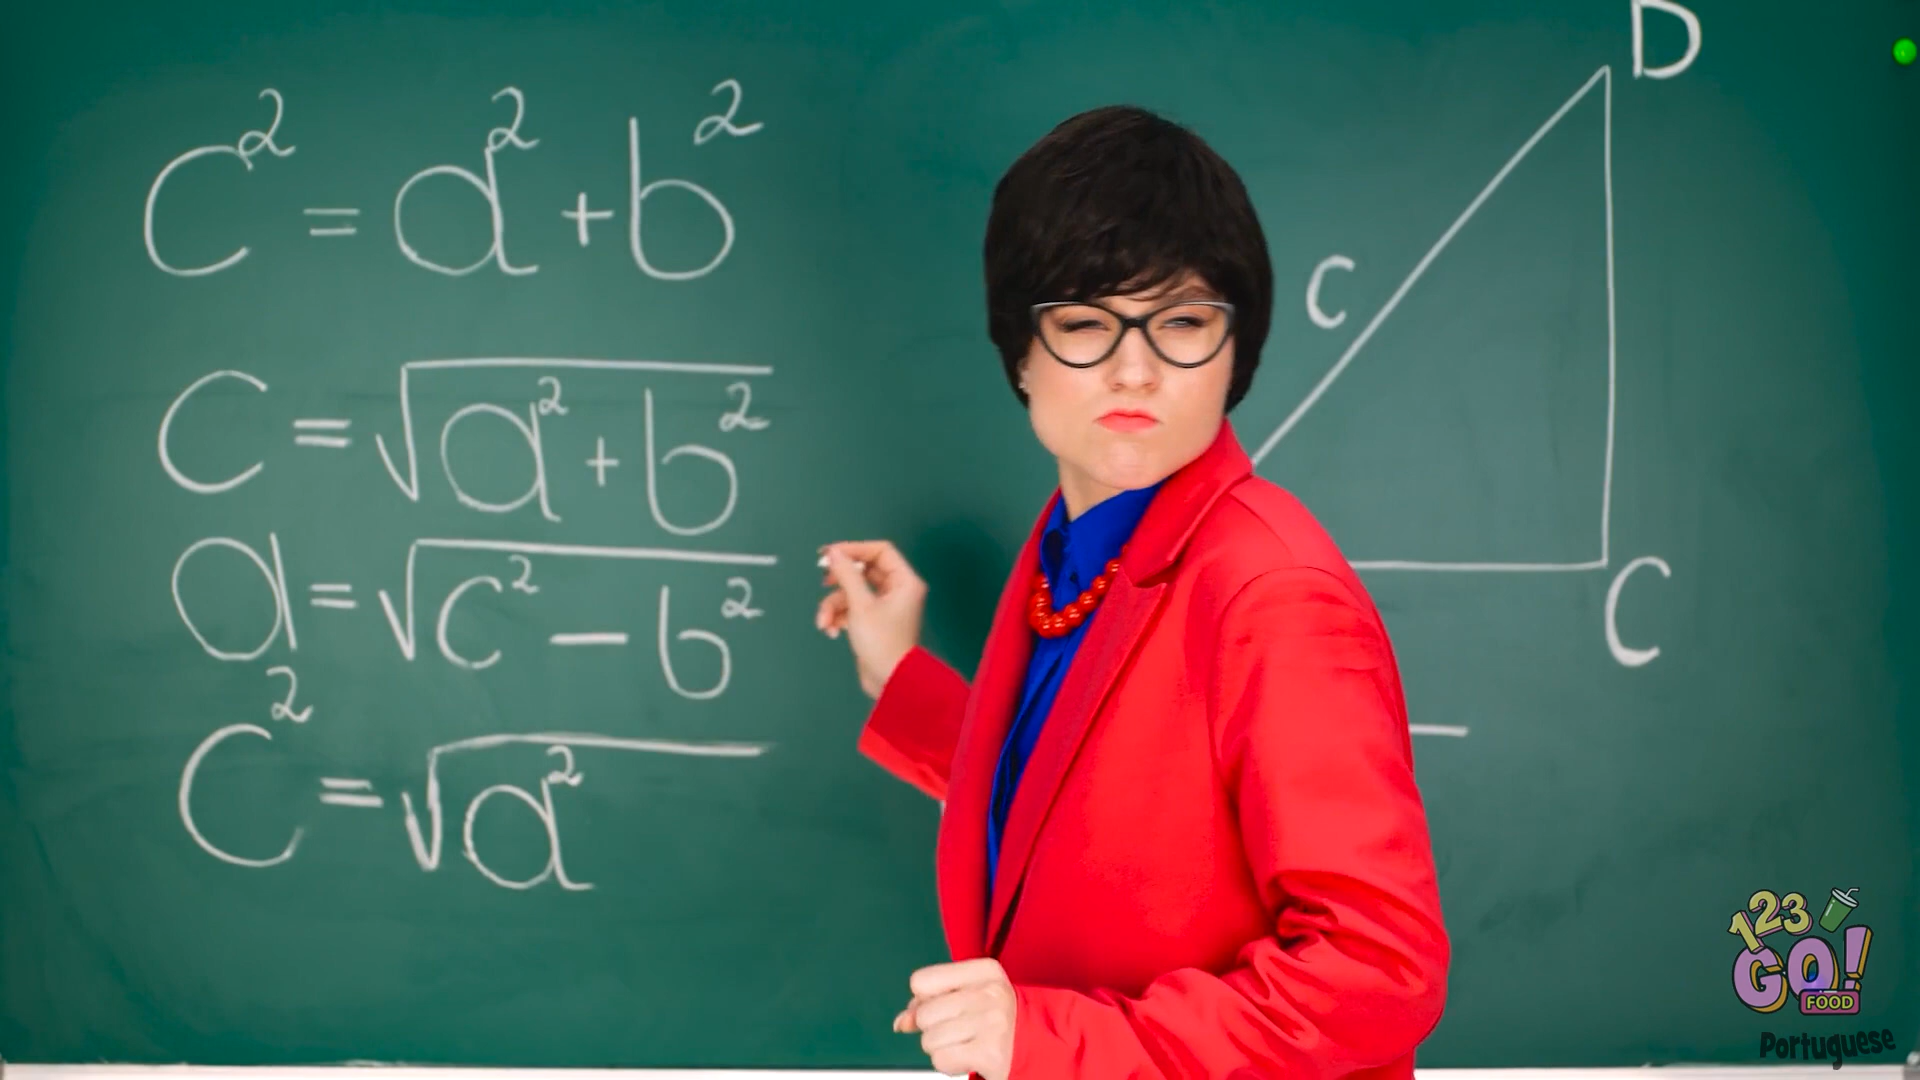 C² = a² + b²
C = √a² + b²
a = √c² - b²
C² = √a²
D
C
C
123
GO!
FOOD
Portuguese